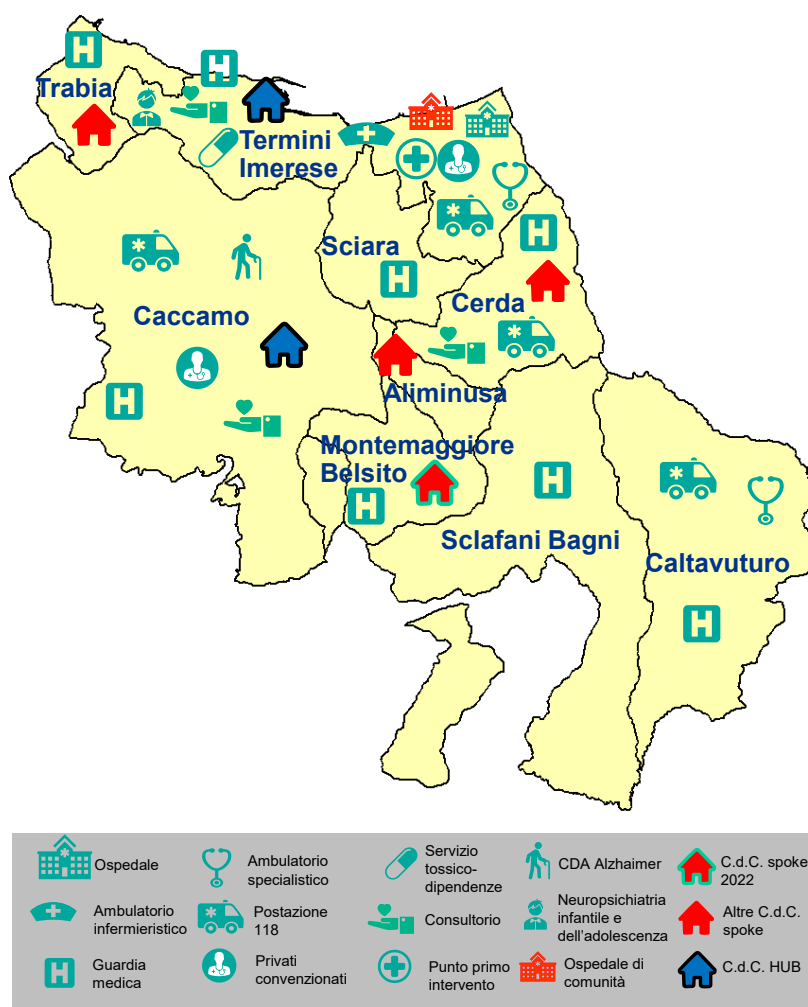 Trabia
Termini
Imerese
Sciara
Cerda
Caccamo
Aliminusa
Montemaggiore
Belsito
Sclafani Bagni
Caltavuturo
Ospedale
Ambulatorio
specialistico
Servizio
tossico-
dipendenze
CDA Alzhaimer
C.d.C. spoke
2022
Ambulatorio
infermieristico
Postazione
118
Consultorio
Neuropsichiatria
infantile e
dell'adolescenza
Altre C.d.C.
spoke
Guardia
medica
Privati
convenzionati
Punto primo
intervento
Ospedale di
comunità
C.d.C. HUB